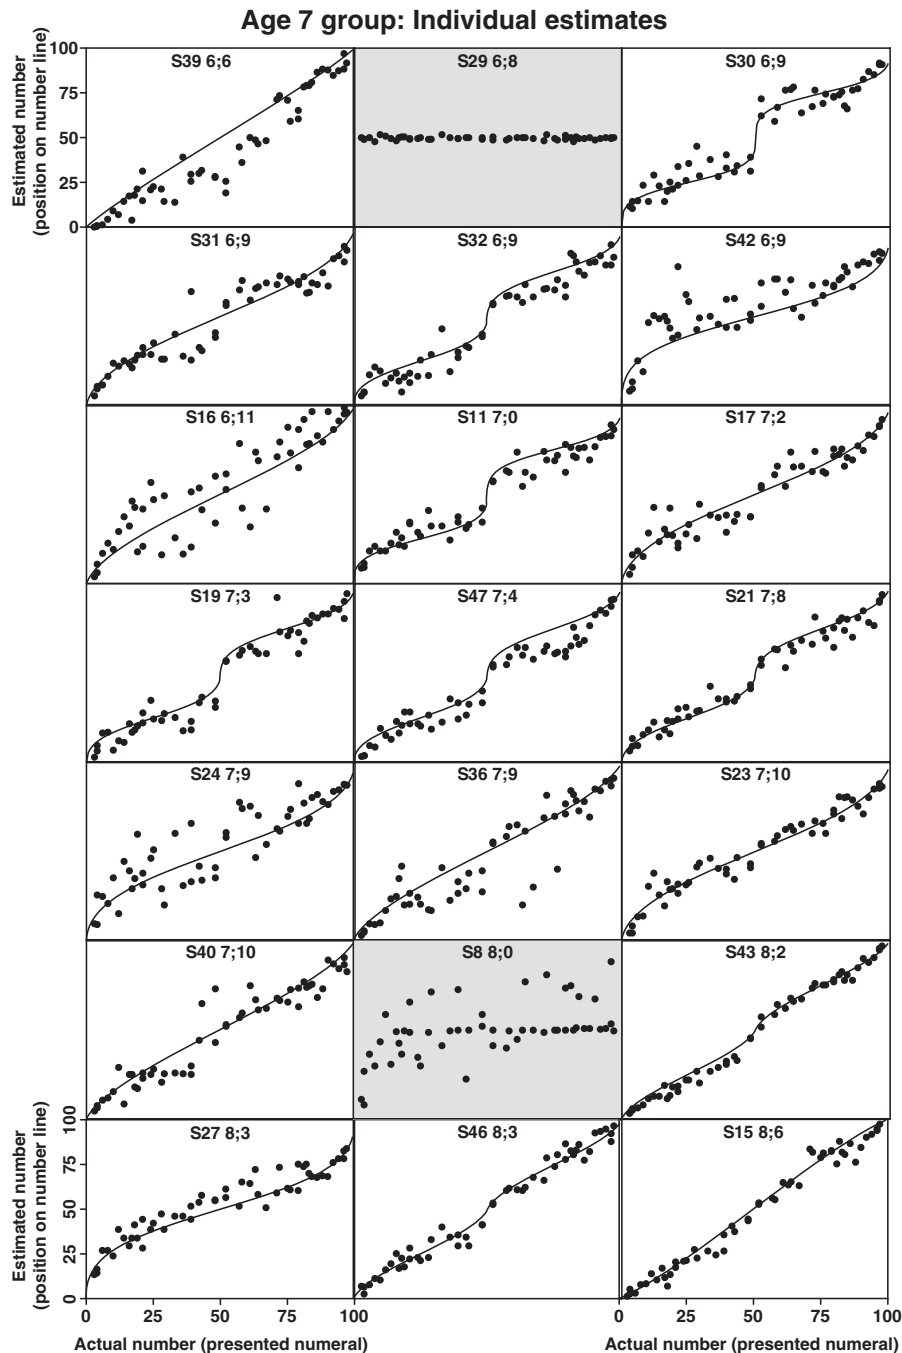 Age 7 group: Individual estimates
Estimated number
(position on number line)
100
75
50
25
0
S39 6;6
S29 6;8
S30 6;9
S31 6;9
S32 6;9
S42 6;9
S16 6;11
S11 7;0
S17 7;2
S19 7;3
S47 7;4
S21 7;8
S24 7;9
S36 7;9
S23 7;10
S40 7;10
S8 8;0
S43 8;2
Estimated number
(position on number line)
100
75
50
25
0
S27 8;3
S46 8;3
S15 8;6
0 25 50 75 100
0 25 50 75 100
Actual number (presented numeral)
Actual number (presented numeral)